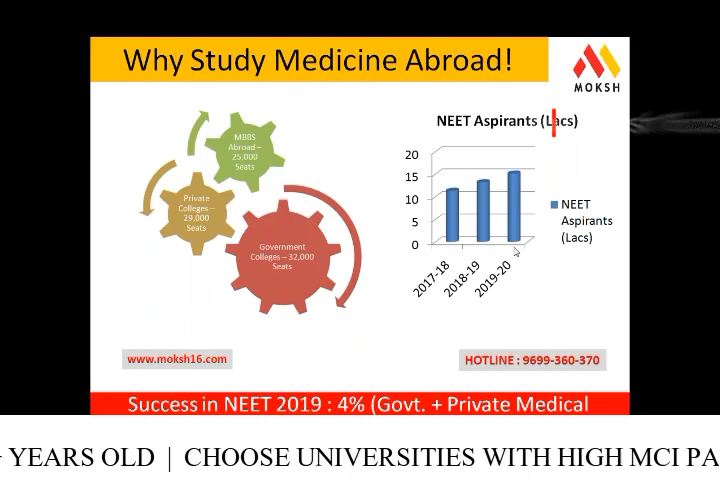 Why Study Medicine Abroad!
MOKSH
MBBS
Abroad –
25,000
Seats
Private
Colleges –
29,000
Seats
Government
Colleges – 32,000
Seats
NEET Aspirants (Lacs)
20
15
10
5
0
2017-18
2018-19
2019-20
NEET
Aspirants
(Lacs)
www.moksh16.com
HOTLINE : 9699-360-370
Success in NEET 2019 : 4% (Govt. + Private Medical
YEARS OLD | CHOOSE UNIVERSITIES WITH HIGH MCI PA